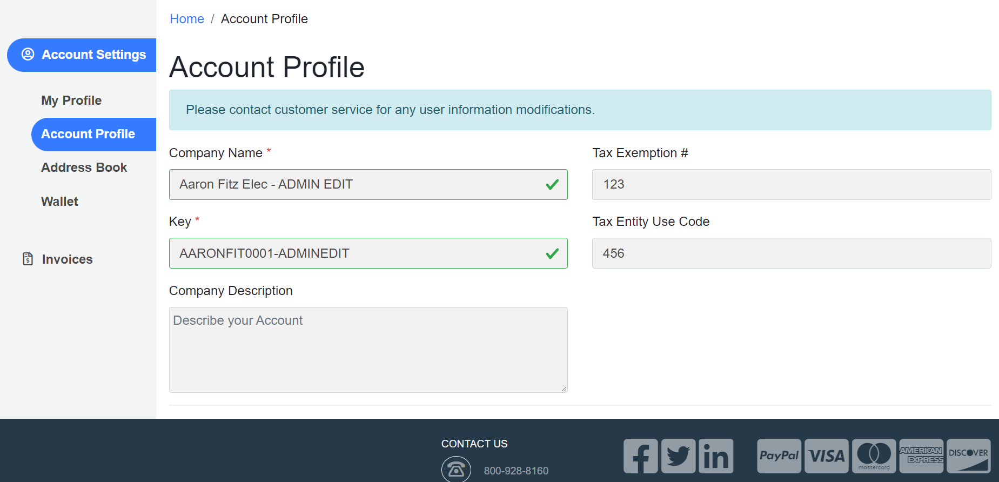 Home / Account Profile
Account Settings
My Profile
Account Profile
Address Book
Wallet
Invoices
Account Profile
Please contact customer service for any user information modifications.
Company Name *
Aaron Fitz Elec - ADMIN EDIT
Tax Exemption #
123
Key *
AARONFIT0001-ADMINEDIT
Tax Entity Use Code
456
Company Description
Describe your Account
CONTACT US
800-928-8160
f
in
PayPal
VISA
mastercard
AMERICAN
EXPRESS
DISCOVER